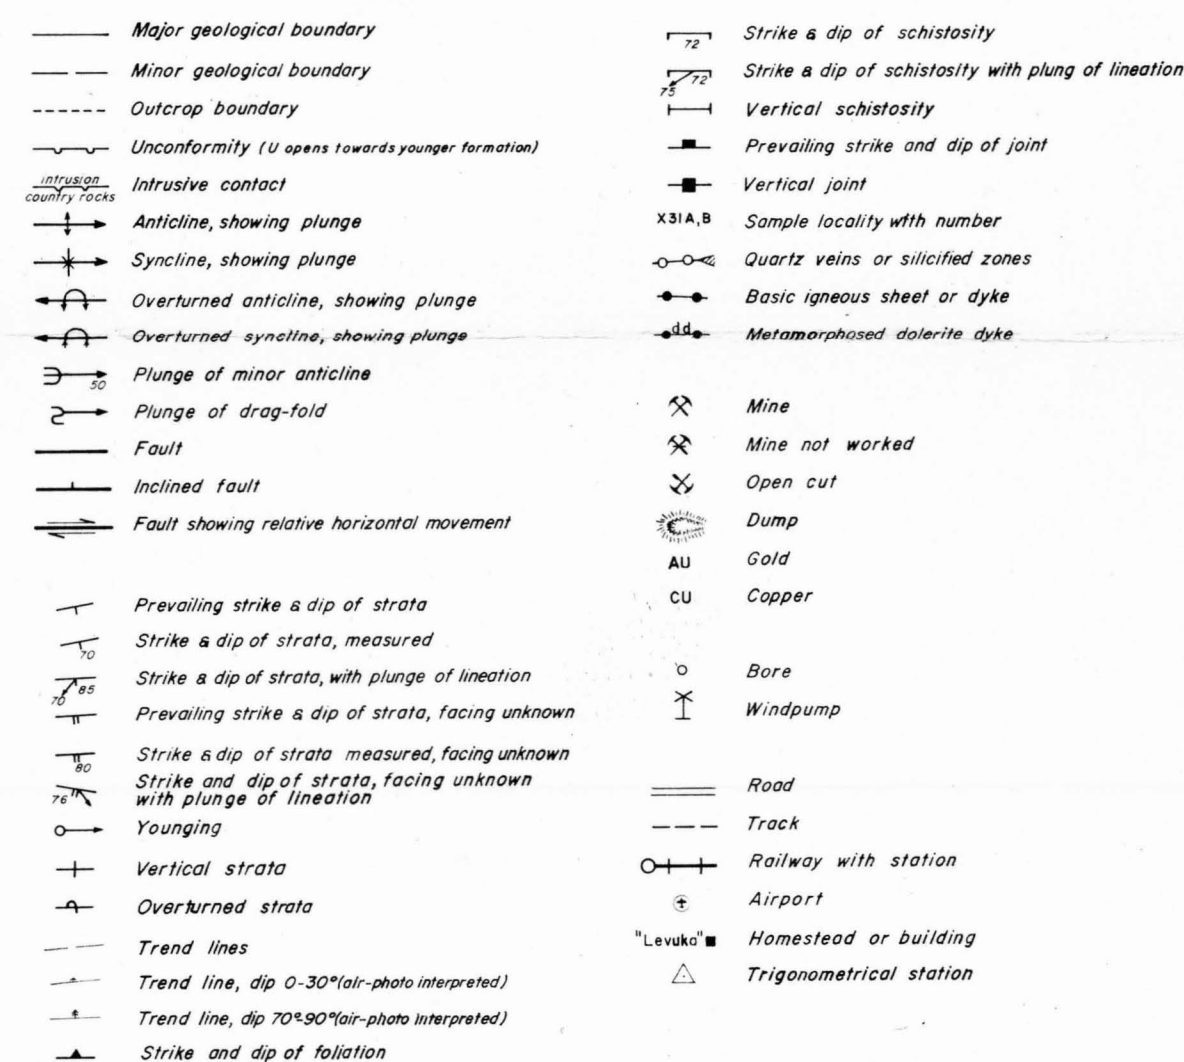 Major geological boundary
Minor geological boundary
Outcrop boundary
Unconformity (U opens towards younger formation)
intrusion
country rocks
Intrusive contact
Anticline, showing plunge
Syncline, showing plunge
Overturned anticline, showing plunge
Overturned syncline, showing plunge
50
Plunge of minor anticline
Plunge of drag-fold
Fault
Inclined fault
Fault showing relative horizontal movement
Prevailing strike & dip of strata
70
Strike & dip of strata, measured
70 85
Strike & dip of strata, with plunge of lineation
Prevailing strike & dip of strata, facing unknown
80
Strike & dip of strata measured, facing unknown
76
Strike and dip of strata, facing unknown
with plunge of lineation
Younging
Vertical strata
Overturned strata
Trend lines
Trend line, dip 0-30° (air-photo interpreted)
Trend line, dip 70°-90° (air-photo interpreted)
Strike and dip of foliation
72
Strike & dip of schistosity
75 72
Strike & dip of schistosity with plung of lineation
Vertical schistosity
Prevailing strike and dip of joint
Vertical joint
X31A,B Sample locality with number
Quartz veins or silicified zones
Basic igneous sheet or dyke
d d Metamorphosed dolerite dyke
Mine
Mine not worked
Open cut
Dump
AU Gold
CU Copper
Bore
Windpump
Road
Track
Railway with station
Airport
"Levuka" Homestead or building
Trigonometrical station